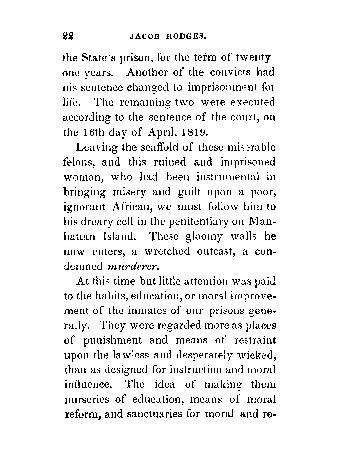 22 JACOB HODGES.
the State's prison, for the term of twenty-
one years. Another of the convicts had
his sentence changed to imprisonment for
life. The remaining two were executed
according to the sentence of the court, on
the 16th day of April, 1819.
Leaving the scaffold of these miserable
felons, and this ruined and imprisoned
woman, who had been instrumental in
bringing misery and guilt upon a poor,
ignorant African, we must follow him to
his dreary cell in the penitentiary on Man-
hattan Island. These gloomy walls he
now enters, a wretched outcast, a con-
demned murderer.
At this time but little attention was paid
to the habits, education, or moral improve-
ment of the inmates of our prisons gene-
rally. They were regarded more as places
of punishment and means of restraint
upon the lawless and desperately wicked,
than as designed for instruction and moral
influence. The idea of making them
nurseries of education, means of moral
reform, and sanctuaries for moral and re-